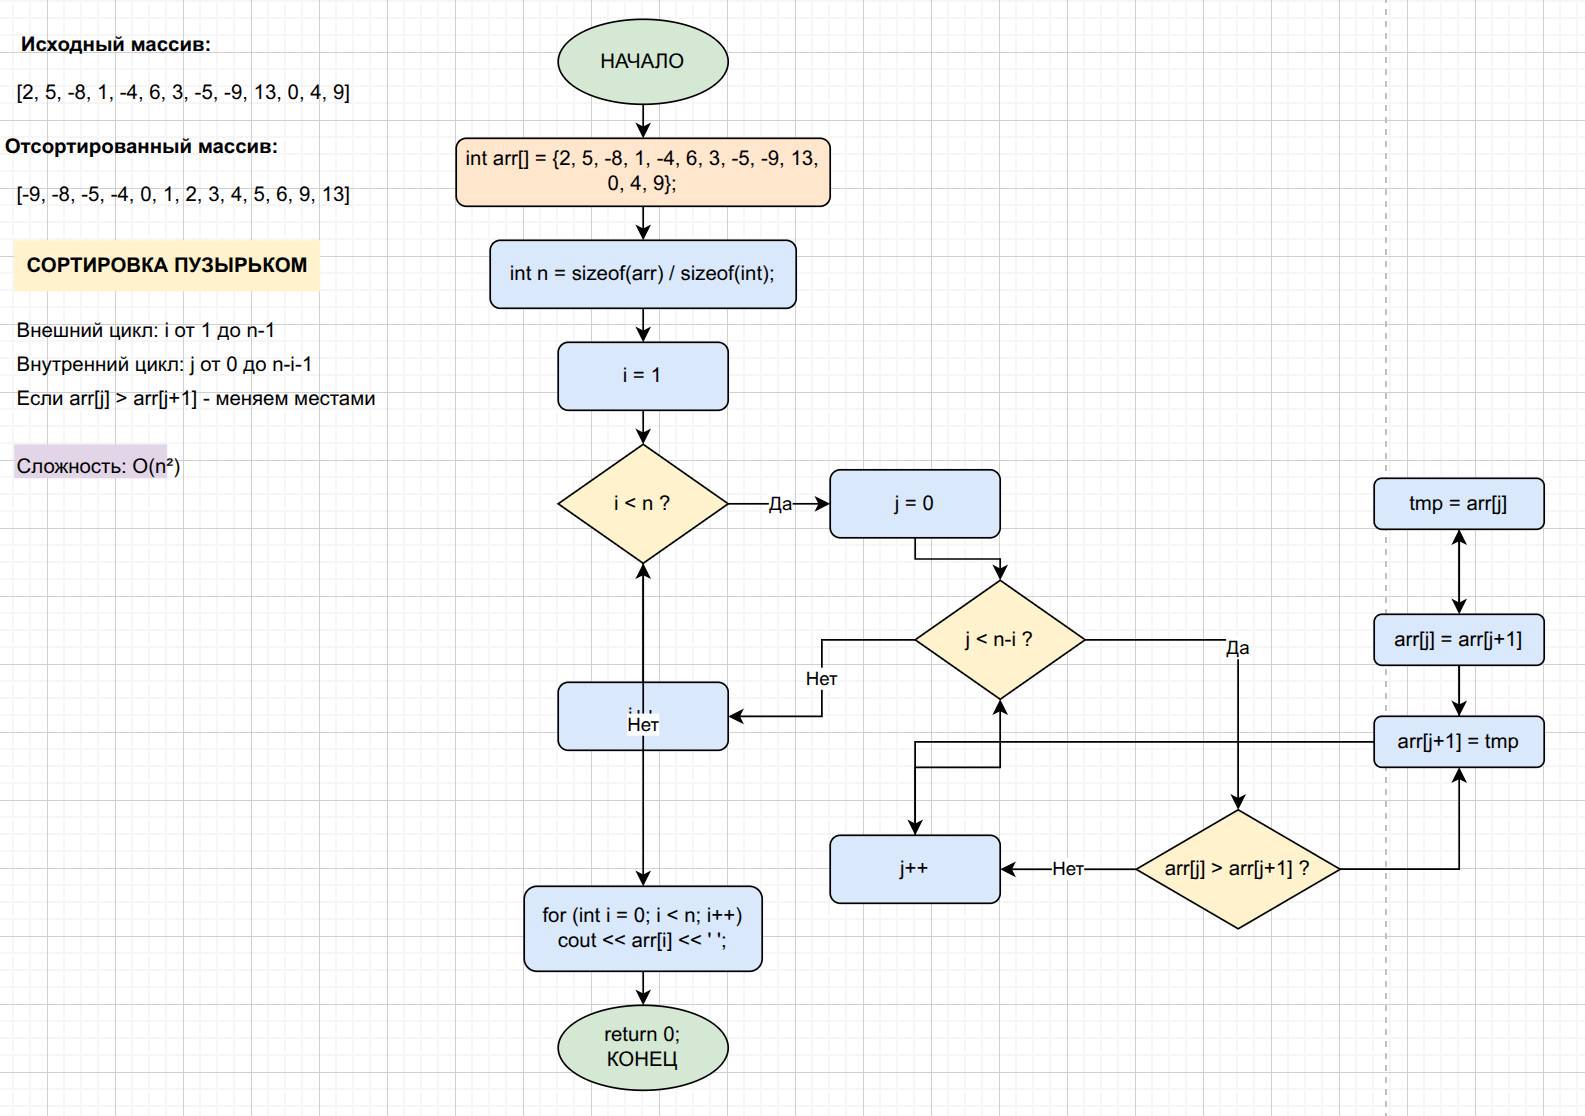 Исходный массив:
[2, 5, -8, 1, -4, 6, 3, -5, -9, 13, 0, 4, 9]
Отсортированный массив:
[-9, -8, -5, -4, 0, 1, 2, 3, 4, 5, 6, 9, 13]
СОРТИРОВКА ПУЗЫРЬКОМ
Внешний цикл: i от 1 до n-1
Внутренний цикл: j от 0 до n-i-1
Если arr[j] > arr[j+1] - меняем местами
Сложность: O(n²)
НАЧАЛО
int arr[] = {2, 5, -8, 1, -4, 6, 3, -5, -9, 13,
0, 4, 9};
int n = sizeof(arr) / sizeof(int);
i = 1
i < n ?
Да
j = 0
j < n-i ?
Да
Нет
Нет
tmp = arr[j]
arr[j] = arr[j+1]
arr[j+1] = tmp
arr[j] > arr[j+1] ?
Нет
j++
for (int i = 0; i < n; i++)
cout << arr[i] << ' ';
return 0;
КОНЕЦ